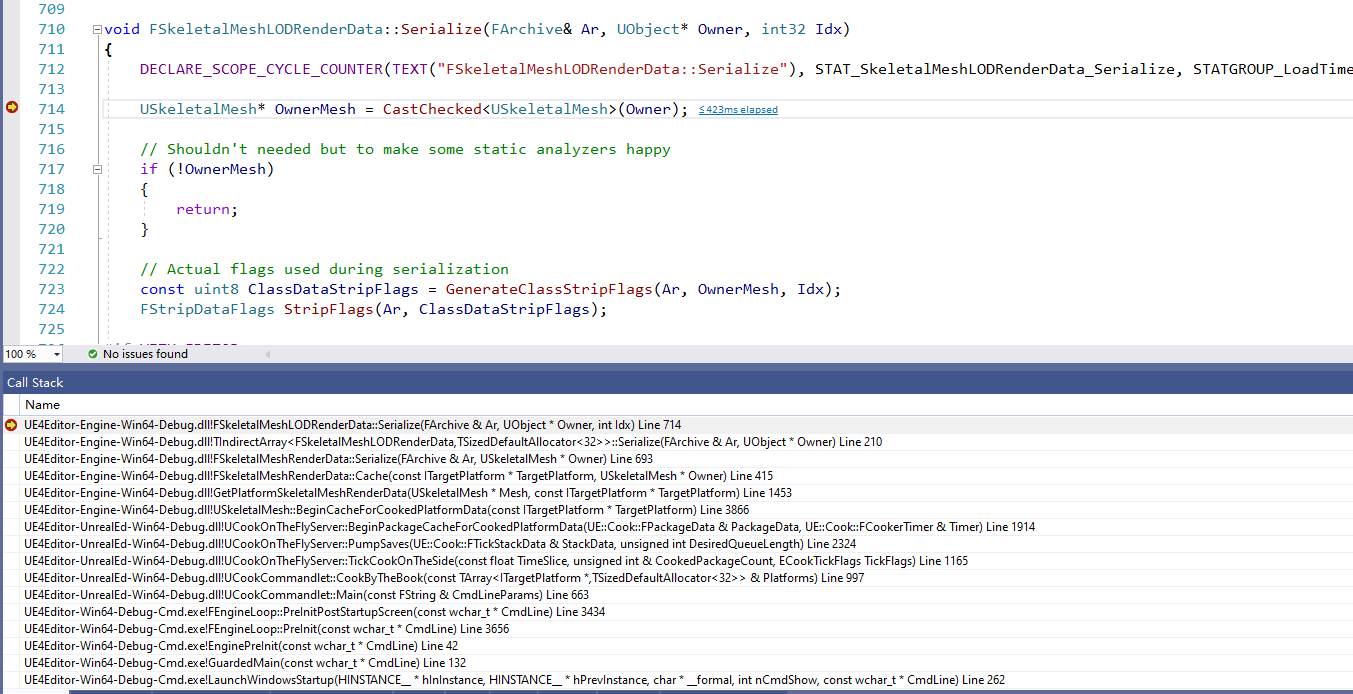 709
710 void FSkeletalMeshLODRenderData::Serialize(FArchive& Ar, UObject* Owner, int32 Idx)
711 {
712 DECLARE_SCOPE_CYCLE_COUNTER(TEXT("FSkeletalMeshLODRenderData::Serialize"), STAT_SkeletalMeshLODRenderData_Serialize, STATGROUP_LoadTime
713
714 USkeletalMesh* OwnerMesh = CastChecked<USkeletalMesh>(Owner); ≤423ms elapsed
715
716 // Shouldn't needed but to make some static analyzers happy
717 if (!OwnerMesh)
718 {
719 return;
720 }
721
722 // Actual flags used during serialization
723 const uint8 ClassDataStripFlags = GenerateClassStripFlags(Ar, OwnerMesh, Idx);
724 FStripDataFlags StripFlags(Ar, ClassDataStripFlags);
725
100 % No issues found
Call Stack
Name
UE4Editor-Engine-Win64-Debug.dll!FSkeletalMeshLODRenderData::Serialize(FArchive & Ar, UObject * Owner, int Idx) Line 714
UE4Editor-Engine-Win64-Debug.dll!TIndirectArray<FSkeletalMeshLODRenderData,TSizedDefaultAllocator<32>>::Serialize(FArchive & Ar, UObject * Owner) Line 210
UE4Editor-Engine-Win64-Debug.dll!FSkeletalMeshRenderData::Serialize(FArchive & Ar, USkeletalMesh * Owner) Line 693
UE4Editor-Engine-Win64-Debug.dll!FSkeletalMeshRenderData::Cache(const ITargetPlatform * TargetPlatform, USkeletalMesh * Owner) Line 415
UE4Editor-Engine-Win64-Debug.dll!GetPlatformSkeletalMeshRenderData(USkeletalMesh * Mesh, const ITargetPlatform * TargetPlatform) Line 1453
UE4Editor-Engine-Win64-Debug.dll!USkeletalMesh::BeginCacheForCookedPlatformData(const ITargetPlatform * TargetPlatform) Line 3866
UE4Editor-UnrealEd-Win64-Debug.dll!UCookOnTheFlyServer::BeginPackageCacheForCookedPlatformData(UE::Cook::FPackageData & PackageData, UE::Cook::FCookerTimer & Timer) Line 1914
UE4Editor-UnrealEd-Win64-Debug.dll!UCookOnTheFlyServer::PumpSaves(UE::Cook::FTickStackData & StackData, unsigned int DesiredQueueLength) Line 2324
UE4Editor-UnrealEd-Win64-Debug.dll!UCookOnTheFlyServer::TickCookOnTheSide(const float TimeSlice, unsigned int & CookedPackageCount, ECookTickFlags TickFlags) Line 1165
UE4Editor-UnrealEd-Win64-Debug.dll!UCookCommandlet::CookByTheBook(const TArray<ITargetPlatform *,TSizedDefaultAllocator<32>> & Platforms) Line 997
UE4Editor-UnrealEd-Win64-Debug.dll!UCookCommandlet::Main(const FString & CmdLineParams) Line 663
UE4Editor-Win64-Debug-Cmd.exe!FEngineLoop::PreInitPostStartupScreen(const wchar_t * CmdLine) Line 3434
UE4Editor-Win64-Debug-Cmd.exe!FEngineLoop::PreInit(const wchar_t * CmdLine) Line 3656
UE4Editor-Win64-Debug-Cmd.exe!EnginePreInit(const wchar_t * CmdLine) Line 42
UE4Editor-Win64-Debug-Cmd.exe!GuardedMain(const wchar_t * CmdLine) Line 132
UE4Editor-Win64-Debug-Cmd.exe!LaunchWindowsStartup(HINSTANCE__ * hInInstance, HINSTANCE__ * hPrevInstance, char * __formal, int nCmdShow, const wchar_t * CmdLine) Line 262